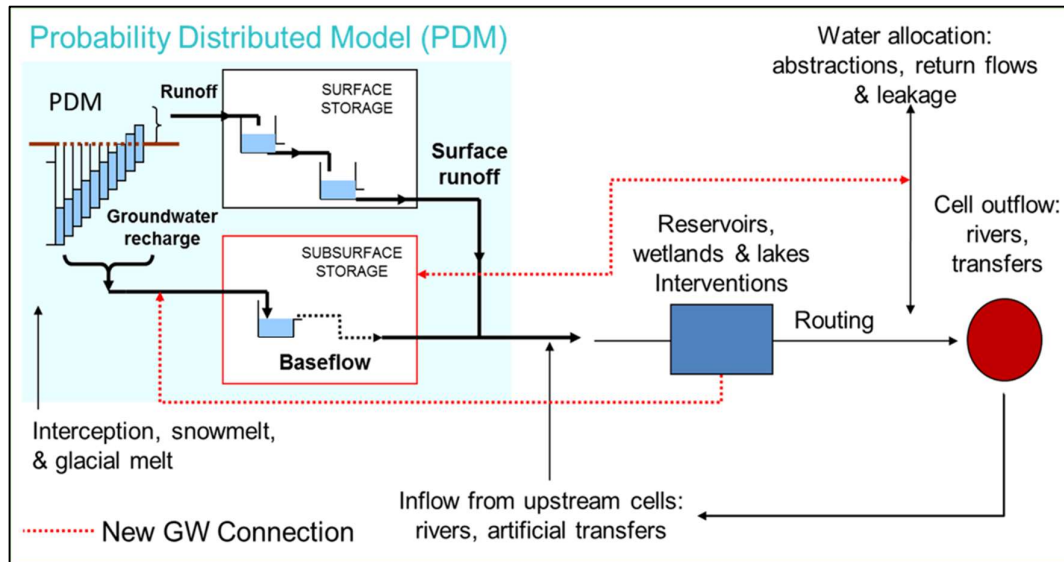 Probability Distributed Model (PDM)
PDM
Runoff
SURFACE
STORAGE
Surface
runoff
Groundwater
recharge
SUBSURFACE
STORAGE
Baseflow
Interception, snowmelt,
& glacial melt
Water allocation:
abstractions, return flows
& leakage
Reservoirs,
wetlands & lakes
Interventions
Routing
Cell outflow:
rivers,
transfers
Inflow from upstream cells:
rivers, artificial transfers
New GW Connection